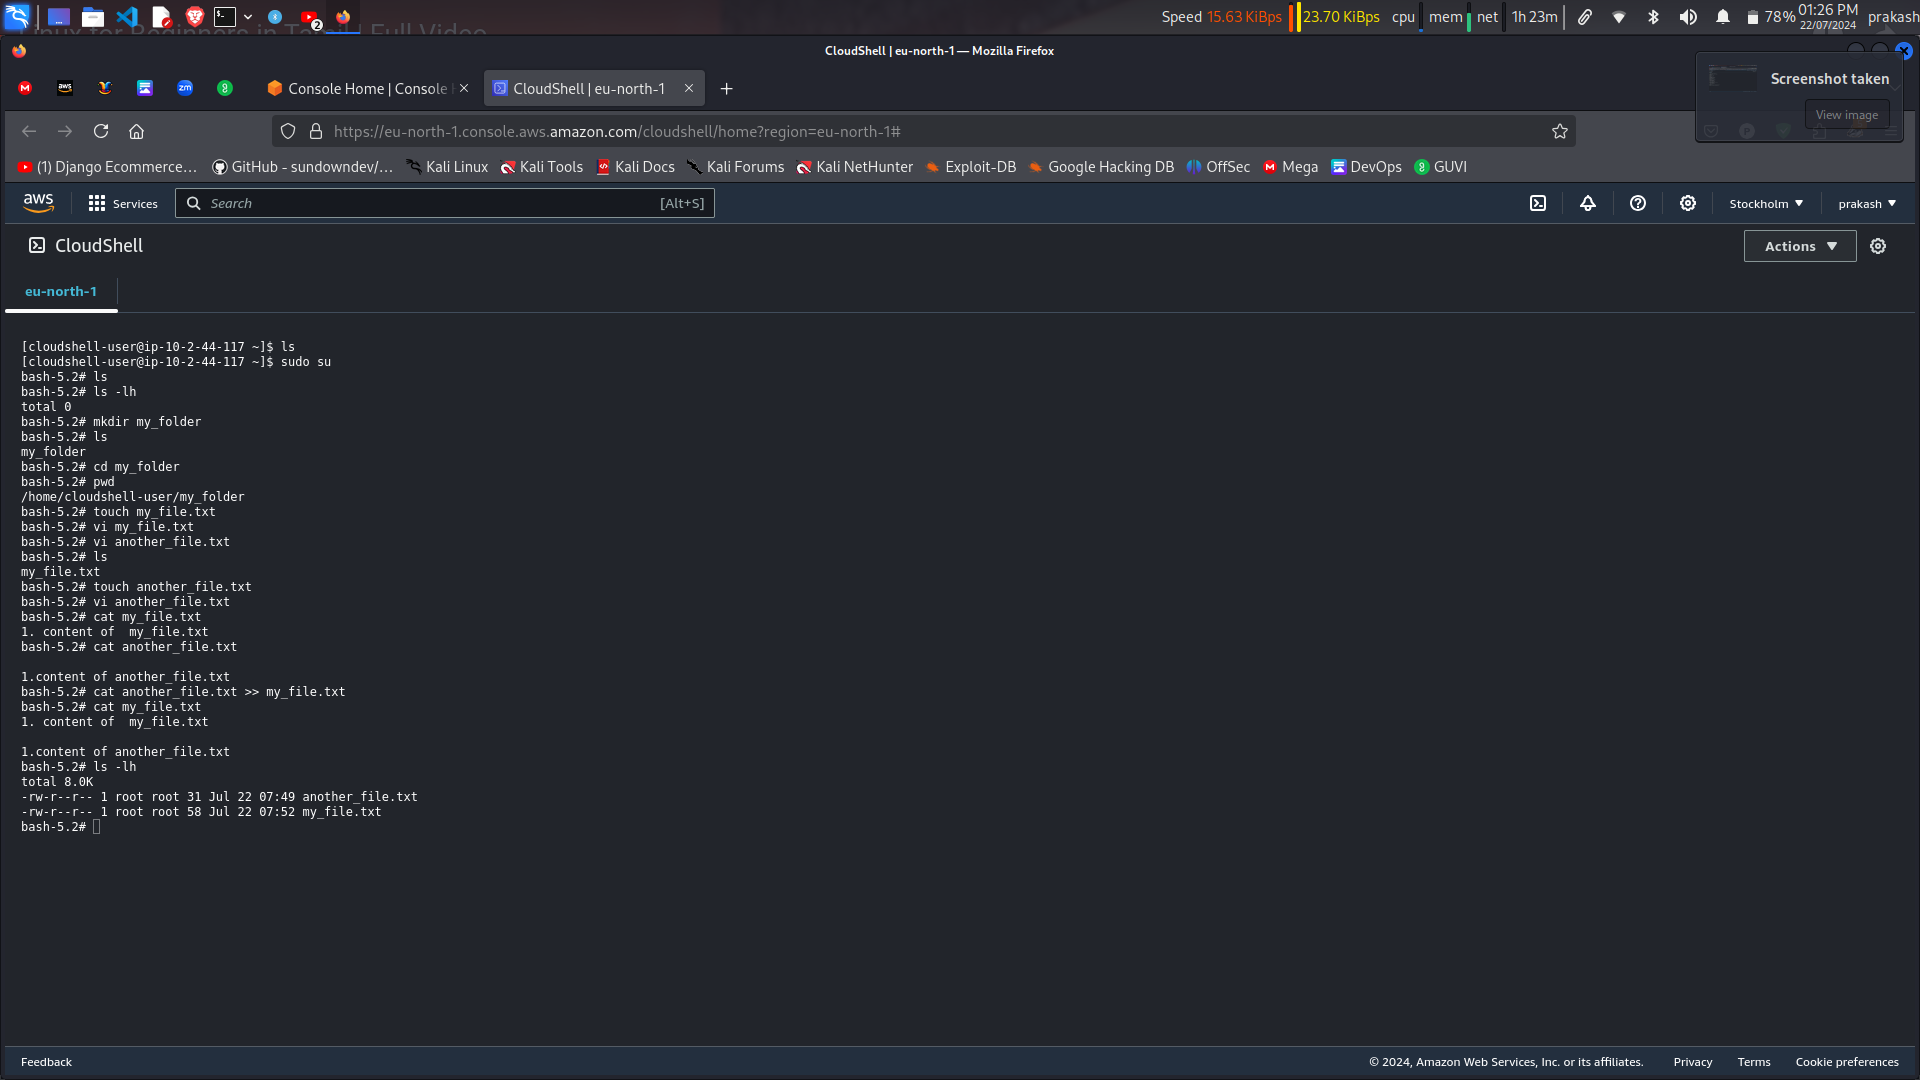 Linux for Beginners in Tamil | Full Video
2
Speed 15.63 KiBps 23.70 KiBps cpu mem net 1h 23m 78% 01:26 PM 22/07/2024 prakash
CloudShell | eu-north-1 — Mozilla Firefox
Console Home | Console
CloudShell | eu-north-1
Screenshot taken
View image
https://eu-north-1.console.aws.amazon.com/cloudshell/home?region=eu-north-1#
(1) Django Ecommerce… GitHub - sundowndev/… Kali Linux Kali Tools Kali Docs Kali Forums Kali NetHunter Exploit-DB Google Hacking DB OffSec Mega DevOps GUVI
aws Services Search [Alt+S] Stockholm prakash
CloudShell
Actions
eu-north-1
[cloudshell-user@ip-10-2-44-117 ~]$ ls
[cloudshell-user@ip-10-2-44-117 ~]$ sudo su
bash-5.2# ls
bash-5.2# ls -lh
total 0
bash-5.2# mkdir my_folder
bash-5.2# ls
my_folder
bash-5.2# cd my_folder
bash-5.2# pwd
/home/cloudshell-user/my_folder
bash-5.2# touch my_file.txt
bash-5.2# vi my_file.txt
bash-5.2# vi another_file.txt
bash-5.2# ls
my_file.txt
bash-5.2# touch another_file.txt
bash-5.2# vi another_file.txt
bash-5.2# cat my_file.txt
1. content of  my_file.txt
bash-5.2# cat another_file.txt

1.content of another_file.txt
bash-5.2# cat another_file.txt >> my_file.txt
bash-5.2# cat my_file.txt
1. content of  my_file.txt

1.content of another_file.txt
bash-5.2# ls -lh
total 8.0K
-rw-r--r-- 1 root root 31 Jul 22 07:49 another_file.txt
-rw-r--r-- 1 root root 58 Jul 22 07:52 my_file.txt
bash-5.2#
Feedback © 2024, Amazon Web Services, Inc. or its affiliates. Privacy Terms Cookie preferences